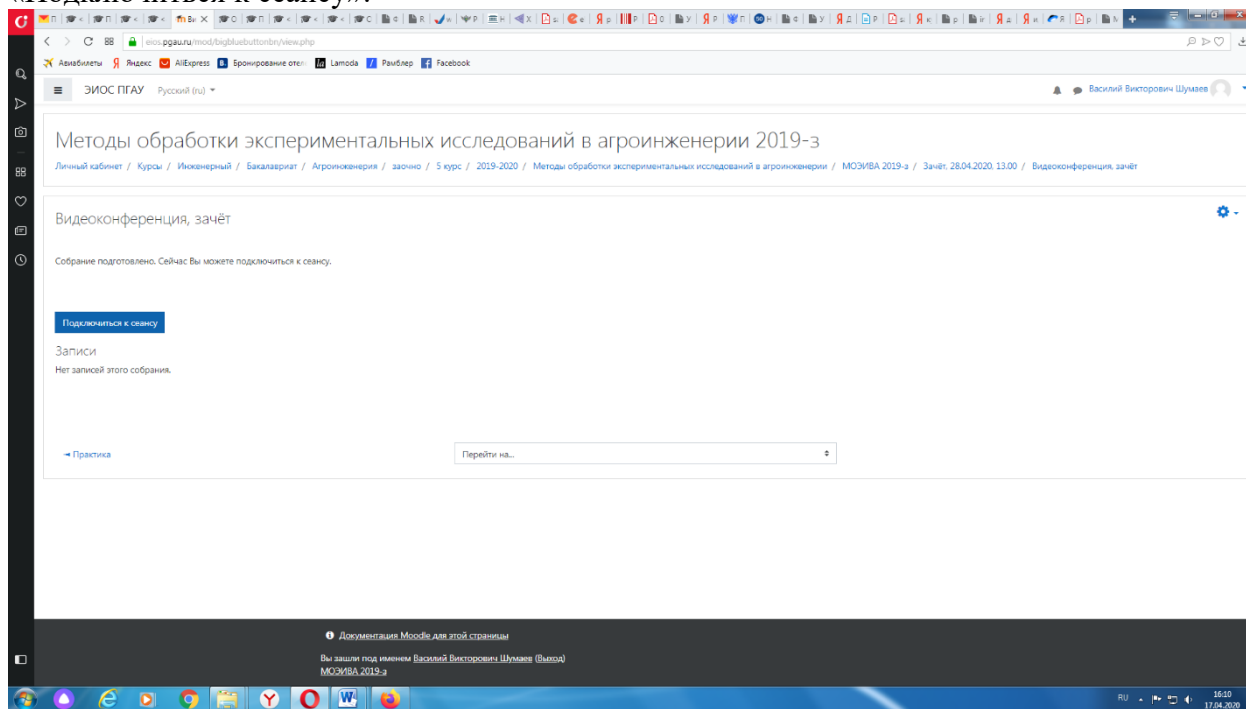 «Подключиться к сеансу».
eios.pgau.ru/mod/bigbluebuttonbn/view.php
Авиабилеты Яндекс AliExpress Бронирование отел Lamoda Рамблер Facebook
ЭИОС ПГАУ Русский (ru) Василий Викторович Шумаев
Методы обработки экспериментальных исследований в агроинженерии 2019-з
Личный кабинет / Курсы / Инженерный / Бакалавриат / Агроинженерия / заочно / 5 курс / 2019-2020 / Методы обработки экспериментальных исследований в агроинженерии / МОЭИВА 2019-з / Зачёт, 28.04.2020, 13.00 / Видеоконференция, зачёт
Видеоконференция, зачёт
Собрание подготовлено. Сейчас Вы можете подключиться к сеансу.
Подключиться к сеансу
Записи
Нет записей этого собрания.
◄ Практика Перейти на...
Документация Moodle для этой страницы
Вы зашли под именем Василий Викторович Шумаев (Выход)
МОЭИВА 2019-з
RU 16:10
17.04.2020